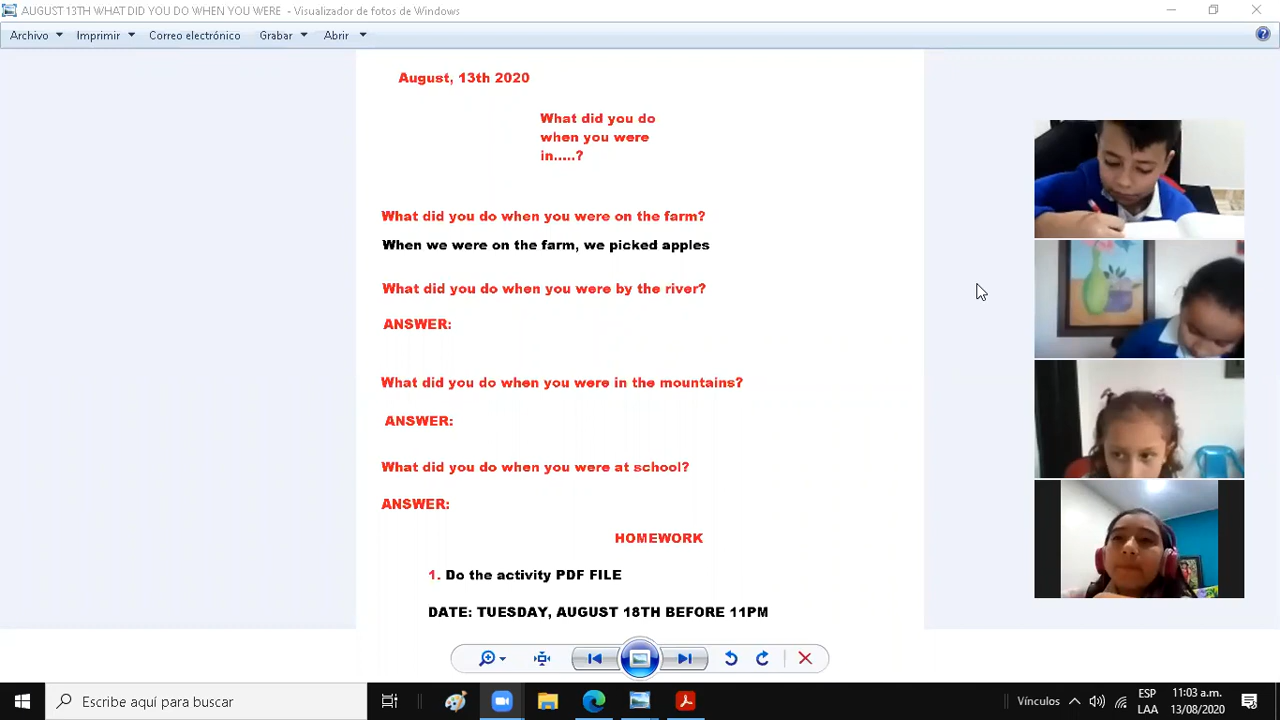 AUGUST 13TH WHAT DID YOU DO WHEN YOU WERE - Visualizador de fotos de Windows
Archivo Imprimir Correo electrónico Grabar Abrir
August, 13th 2020
What did you do
when you were
in.....?
What did you do when you were on the farm?
When we were on the farm, we picked apples
What did you do when you were by the river?
ANSWER:
What did you do when you were in the mountains?
ANSWER:
What did you do when you were at school?
ANSWER:
HOMEWORK
1. Do the activity PDF FILE
DATE: TUESDAY, AUGUST 18TH BEFORE 11PM
Escribe aquí para buscar
Vínculos
ESP
LAA
11:03 a.m.
13/08/2020